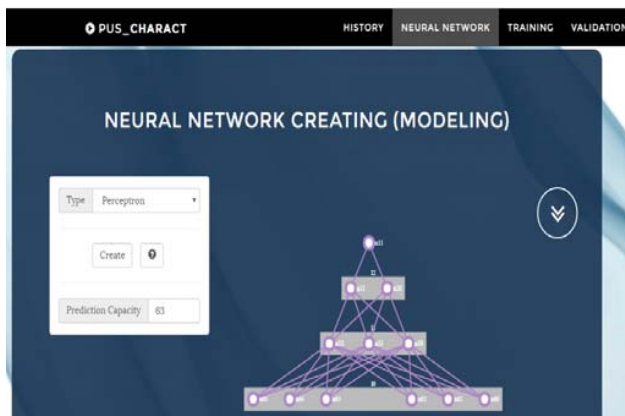 PUS_CHARACT
HISTORY NEURAL NETWORK TRAINING VALIDATION
NEURAL NETWORK CREATING (MODELING)
Type Perceptron
Create ?
Prediction Capacity 63